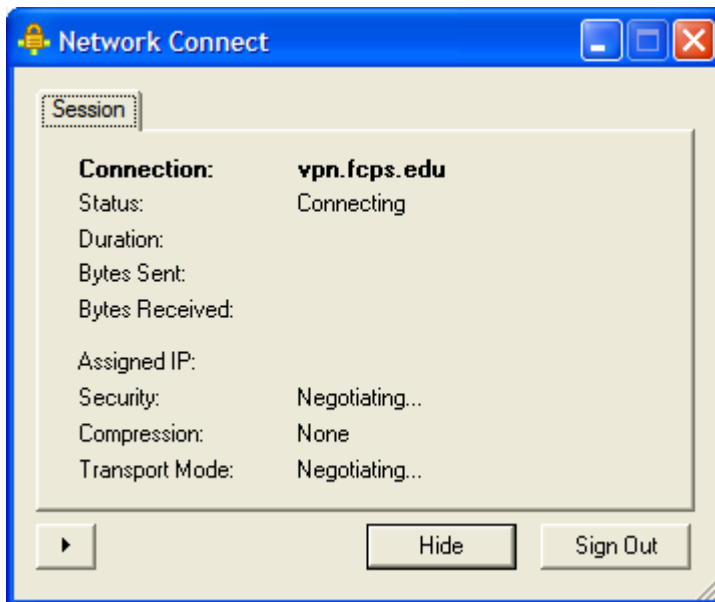 Network Connect
Session
Connection: vpn.fcps.edu
Status: Connecting
Duration:
Bytes Sent:
Bytes Received:
Assigned IP:
Security: Negotiating...
Compression: None
Transport Mode: Negotiating...
Hide Sign Out